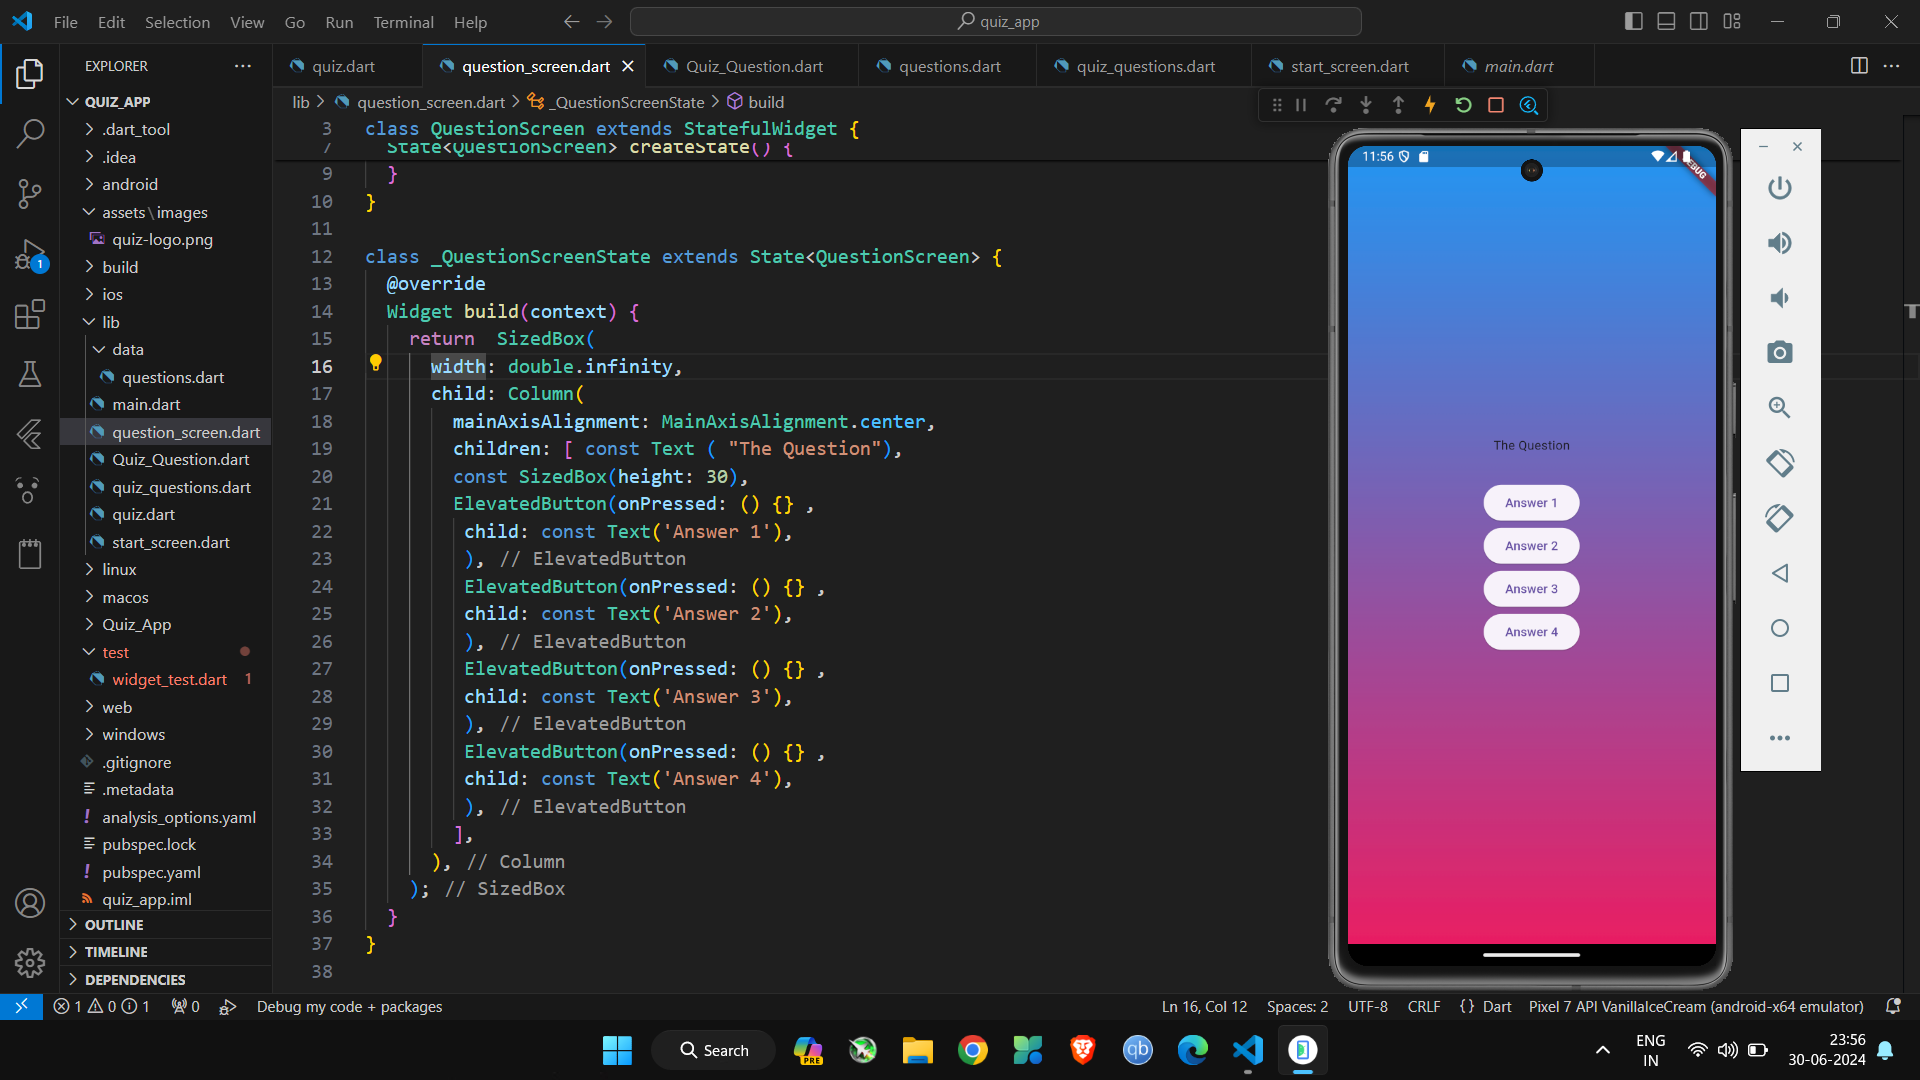 File Edit Selection View Go Run Terminal Help
quiz_app
EXPLORER
QUIZ_APP
.dart_tool
.idea
android
assets\images
quiz-logo.png
build
ios
lib
data
questions.dart
main.dart
question_screen.dart
Quiz_Question.dart
quiz_questions.dart
quiz.dart
start_screen.dart
linux
macos
Quiz_App
test
widget_test.dart 1
web
windows
.gitignore
.metadata
analysis_options.yaml
pubspec.lock
pubspec.yaml
quiz_app.iml
OUTLINE
TIMELINE
DEPENDENCIES
1
quiz.dart question_screen.dart Quiz_Question.dart questions.dart quiz_questions.dart start_screen.dart main.dart
lib > question_screen.dart > _QuestionScreenState > build
3 class QuestionScreen extends StatefulWidget {
7 State<QuestionScreen> createState() {
9 }
10 }
11
12 class _QuestionScreenState extends State<QuestionScreen> {
13 @override
14 Widget build(context) {
15 return  SizedBox(
16 width: double.infinity,
17 child: Column(
18 mainAxisAlignment: MainAxisAlignment.center,
19 children: [ const Text ( "The Question"),
20 const SizedBox(height: 30),
21 ElevatedButton(onPressed: () {} ,
22 child: const Text('Answer 1'),
23 ), // ElevatedButton
24 ElevatedButton(onPressed: () {} ,
25 child: const Text('Answer 2'),
26 ), // ElevatedButton
27 ElevatedButton(onPressed: () {} ,
28 child: const Text('Answer 3'),
29 ), // ElevatedButton
30 ElevatedButton(onPressed: () {} ,
31 child: const Text('Answer 4'),
32 ), // ElevatedButton
33 ],
34 ), // Column
35 ); // SizedBox
36 }
37 }
38
11:56
DEBUG
The Question
Answer 1
Answer 2
Answer 3
Answer 4
1 0 1 0 Debug my code + packages
Ln 16, Col 12 Spaces: 2 UTF-8 CRLF {} Dart Pixel 7 API VanillaIceCream (android-x64 emulator)
Search
PRE
qb
ENG
IN
23:56
30-06-2024